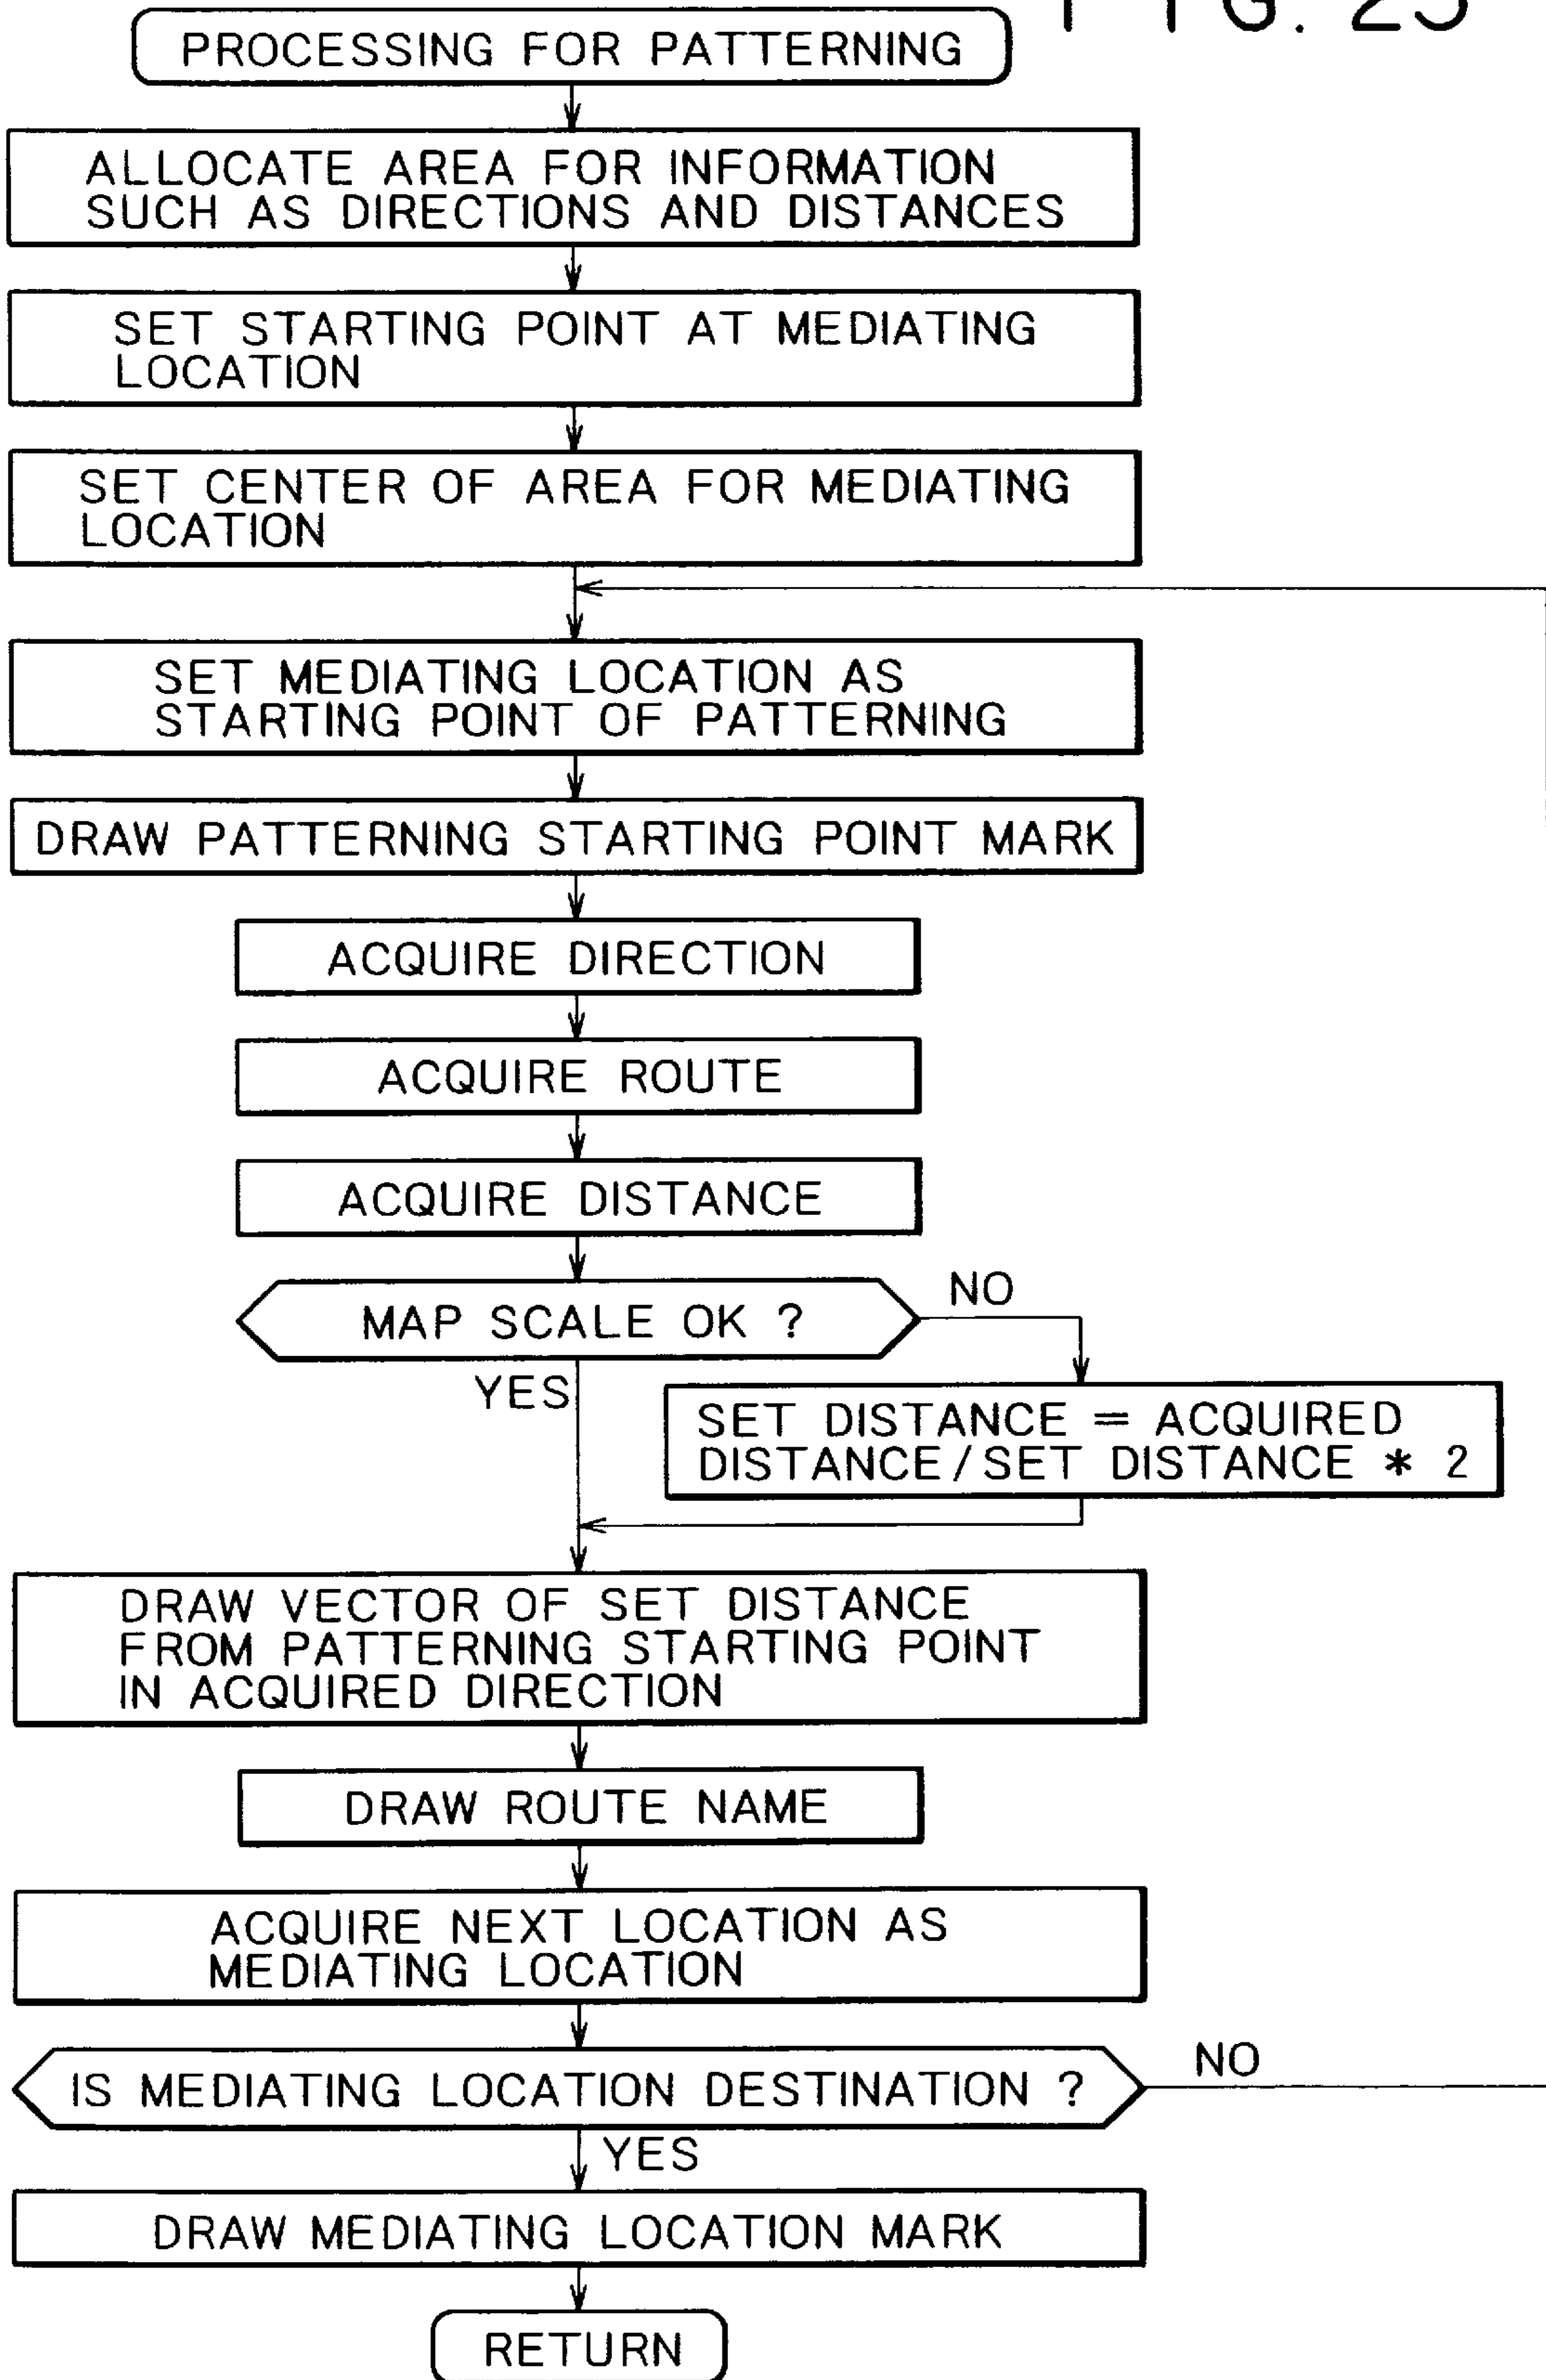 FIG. 25
PROCESSING FOR PATTERNING
ALLOCATE AREA FOR INFORMATION
SUCH AS DIRECTIONS AND DISTANCES
SET STARTING POINT AT MEDIATING
LOCATION
SET CENTER OF AREA FOR MEDIATING
LOCATION
SET MEDIATING LOCATION AS
STARTING POINT OF PATTERNING
DRAW PATTERNING STARTING POINT MARK
ACQUIRE DIRECTION
ACQUIRE ROUTE
ACQUIRE DISTANCE
MAP SCALE OK ?
NO
YES
SET DISTANCE = ACQUIRED
DISTANCE/SET DISTANCE * 2
DRAW VECTOR OF SET DISTANCE
FROM PATTERNING STARTING POINT
IN ACQUIRED DIRECTION
DRAW ROUTE NAME
ACQUIRE NEXT LOCATION AS
MEDIATING LOCATION
IS MEDIATING LOCATION DESTINATION ?
NO
YES
DRAW MEDIATING LOCATION MARK
RETURN